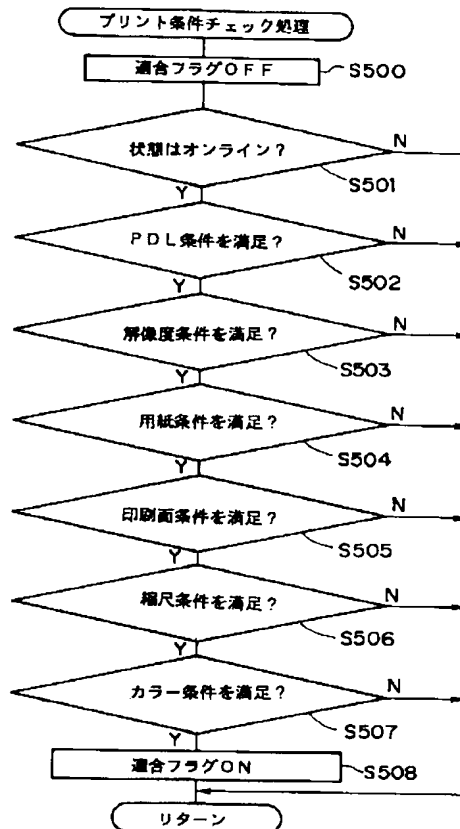 プリント条件チェック処理
適合フラグOFF
S500
状態はオンライン?
N
S501
Y
PDL条件を満足?
N
S502
Y
解像度条件を満足?
N
S503
Y
用紙条件を満足?
N
S504
Y
印刷面条件を満足?
N
S505
Y
縮尺条件を満足?
N
S506
Y
カラー条件を満足?
N
S507
Y
適合フラグON
S508
リターン